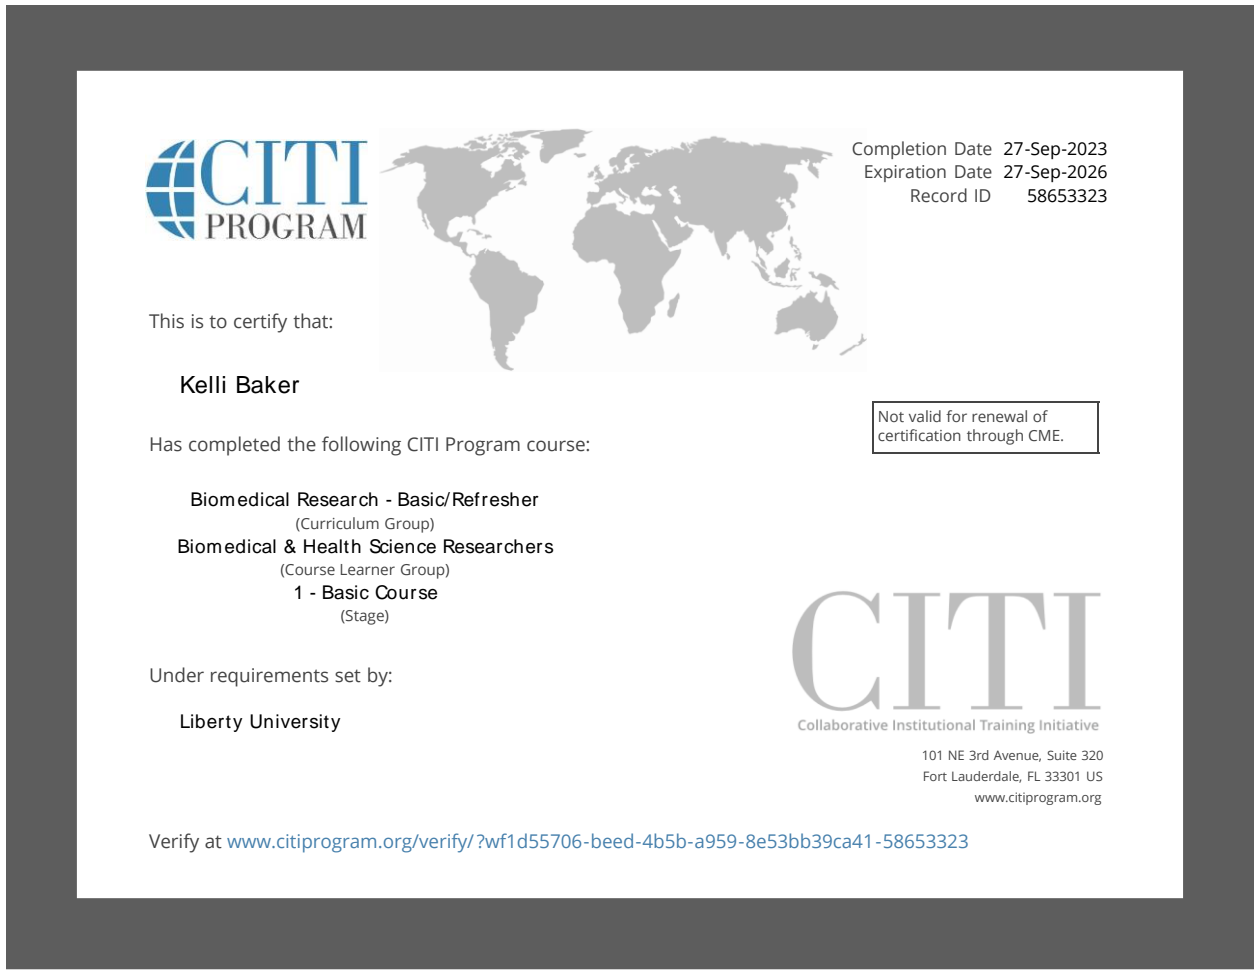 CITI
PROGRAM
Completion Date 27-Sep-2023
Expiration Date 27-Sep-2026
Record ID 58653323
This is to certify that:
Kelli Baker
Not valid for renewal of
certification through CME.
Has completed the following CITI Program course:
Biomedical Research - Basic/Refresher
(Curriculum Group)
Biomedical & Health Science Researchers
(Course Learner Group)
1 - Basic Course
(Stage)
Under requirements set by:
Liberty University
CITI
Collaborative Institutional Training Initiative
101 NE 3rd Avenue, Suite 320
Fort Lauderdale, FL 33301 US
www.citiprogram.org
Verify at www.citiprogram.org/verify/?wf1d55706-beed-4b5b-a959-8e53bb39ca41-58653323